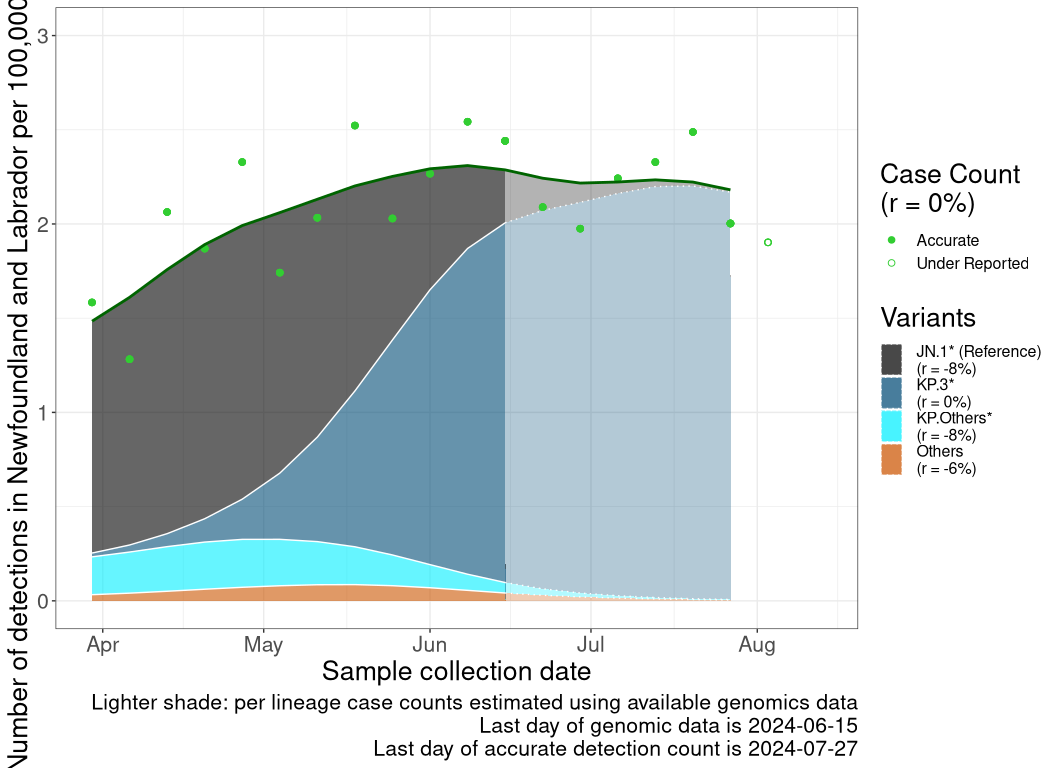 Number of detections in Newfoundland and Labrador per 100,000
3
2
1
0
Apr
May
Jun
Jul
Aug
Sample collection date
Lighter shade: per lineage case counts estimated using available genomics data
Last day of genomic data is 2024-06-15
Last day of accurate detection count is 2024-07-27
Case Count
(r = 0%)
Accurate
Under Reported
Variants
JN.1* (Reference)
(r = -8%)
KP.3*
(r = 0%)
KP.Others*
(r = -8%)
Others
(r = -6%)